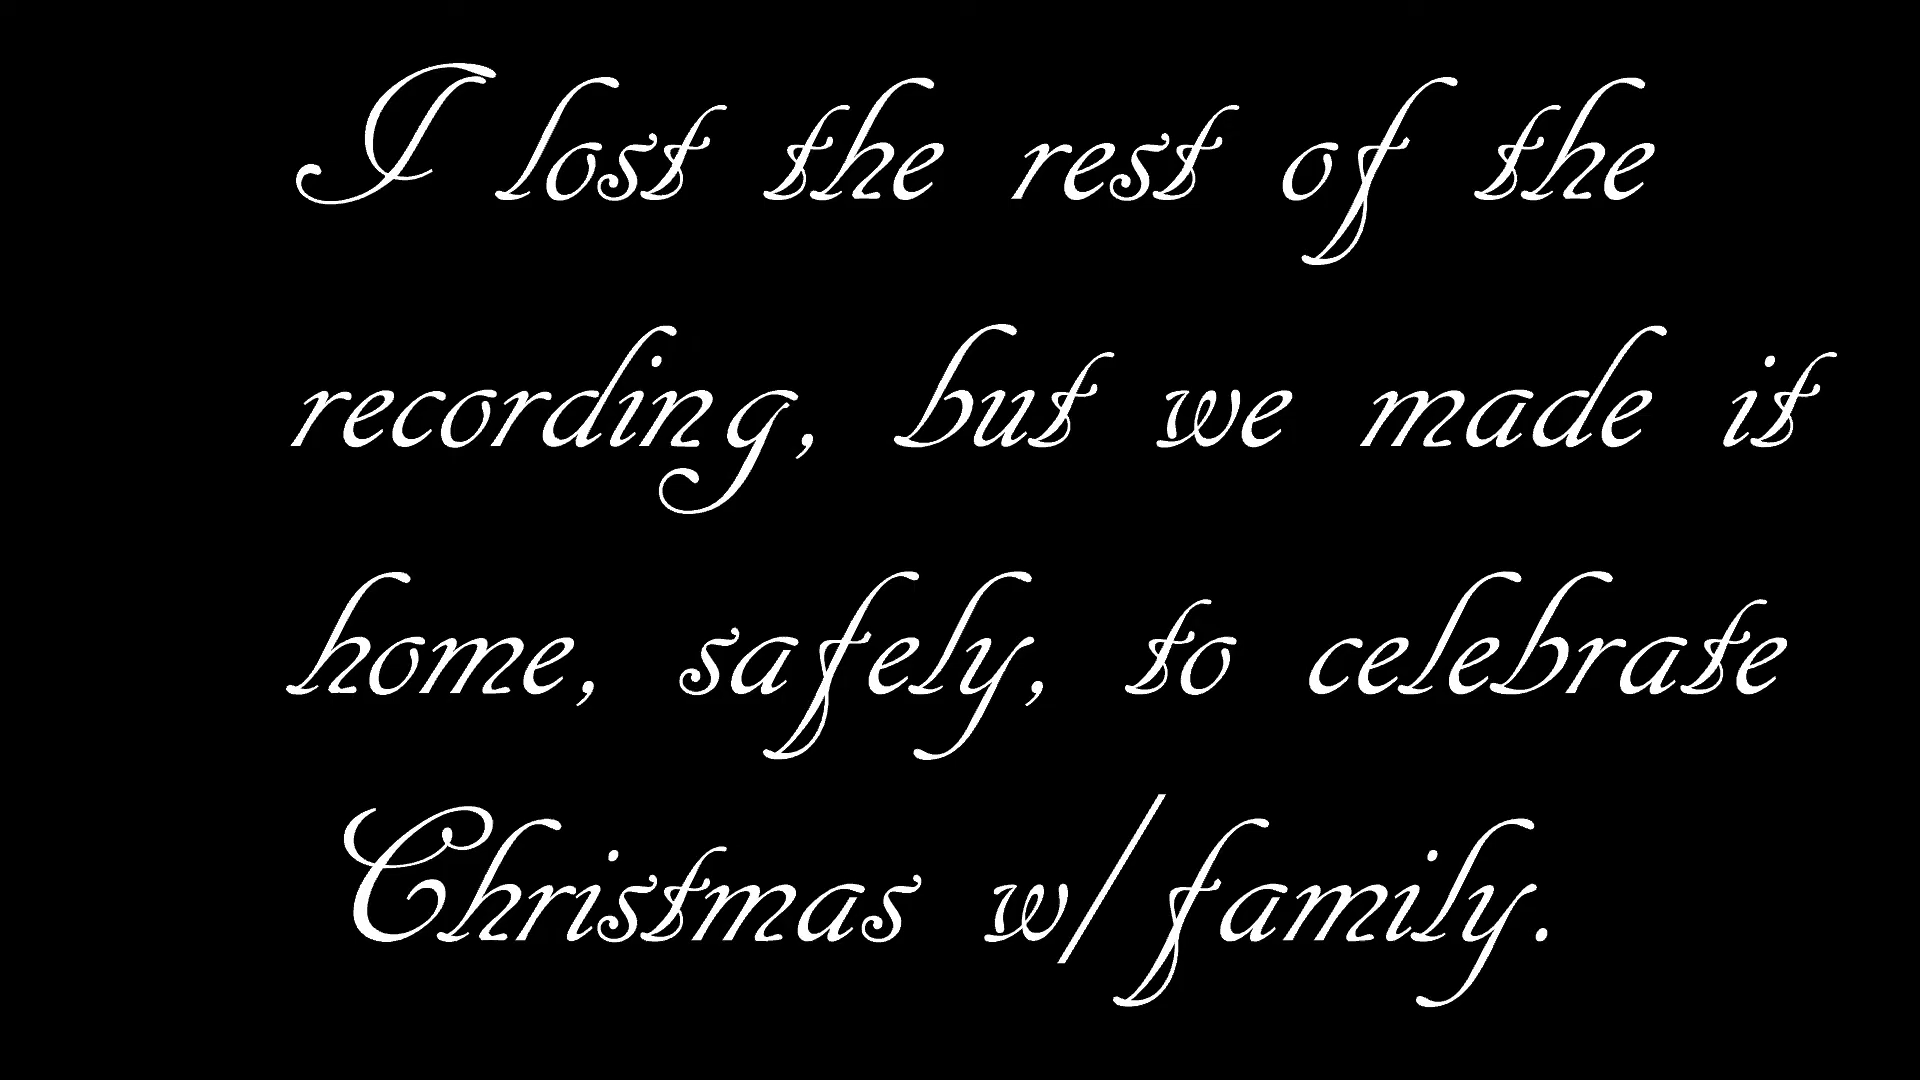 I lost the rest of the
recording, but we made it
home, safely, to celebrate
Christmas w/family.